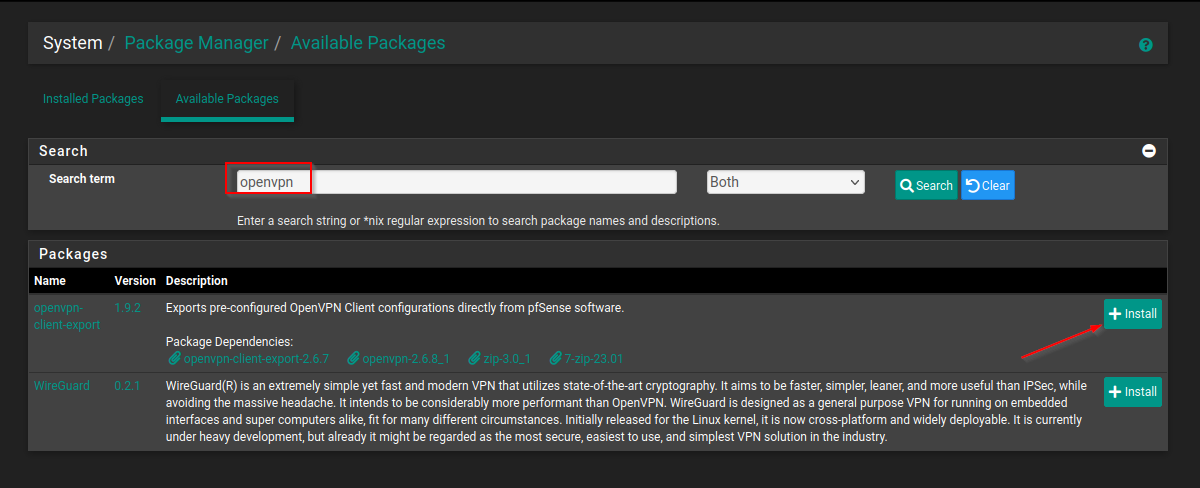 System / Package Manager / Available Packages
Installed Packages Available Packages
Search
Search term openvpn Both Search Clear
Enter a search string or *nix regular expression to search package names and descriptions.
Packages
Name Version Description
openvpn-client-export 1.9.2 Exports pre-configured OpenVPN Client configurations directly from pfSense software. Install
Package Dependencies:
openvpn-client-export-2.6.7 openvpn-2.6.8_1 zip-3.0_1 7-zip-23.01
WireGuard 0.2.1 WireGuard(R) is an extremely simple yet fast and modern VPN that utilizes state-of-the-art cryptography. It aims to be faster, simpler, leaner, and more useful than IPSec, while Install
avoiding the massive headache. It intends to be considerably more performant than OpenVPN. WireGuard is designed as a general purpose VPN for running on embedded
interfaces and super computers alike, fit for many different circumstances. Initially released for the Linux kernel, it is now cross-platform and widely deployable. It is currently
under heavy development, but already it might be regarded as the most secure, easiest to use, and simplest VPN solution in the industry.